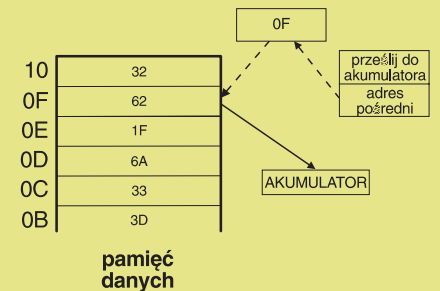 0F
prześlij do
akumulatora
adres
pośredni
10 32
0F 62
0E 1F
0D 6A
0C 33
0B 3D
AKUMULATOR
pamięć
danych